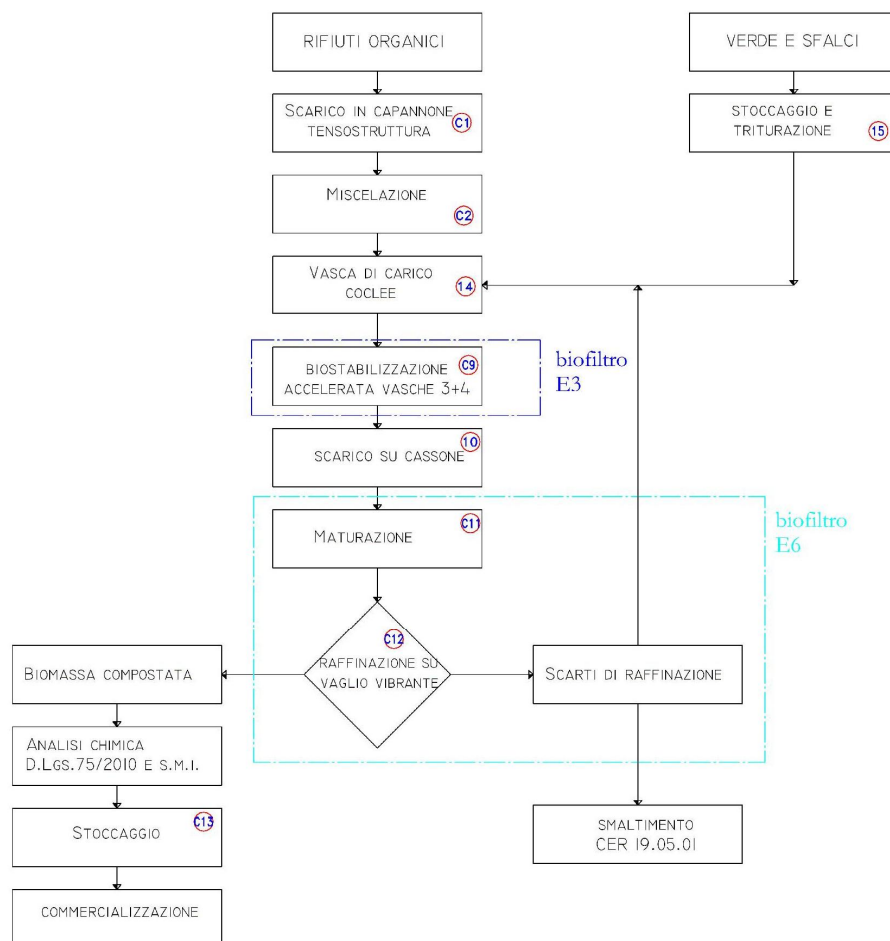 RIFIUTI ORGANICI
VERDE E SFALCI
SCARICO IN CAPANNONE
TENSOSTRUTTURA
C1
STOCCAGGIO E
TRITURAZIONE
15
MISCELAZIONE
C2
VASCA DI CARICO
COCLEE
14
BIOSTABILIZZAZIONE
ACCELERATA VASCHE 3+4
C9
biofiltro
E3
SCARICO SU CASSONE
10
MATURAZIONE
C11
biofiltro
E6
C12
RAFFINAZIONE SU
VAGLIO VIBRANTE
BIOMASSA COMPOSTATA
SCARTI DI RAFFINAZIONE
ANALISI CHIMICA
D.LGS.75/2010 E S.M.I.
STOCCAGGIO
C13
SMALTIMENTO
CER 19.05.01
COMMERCIALIZZAZIONE